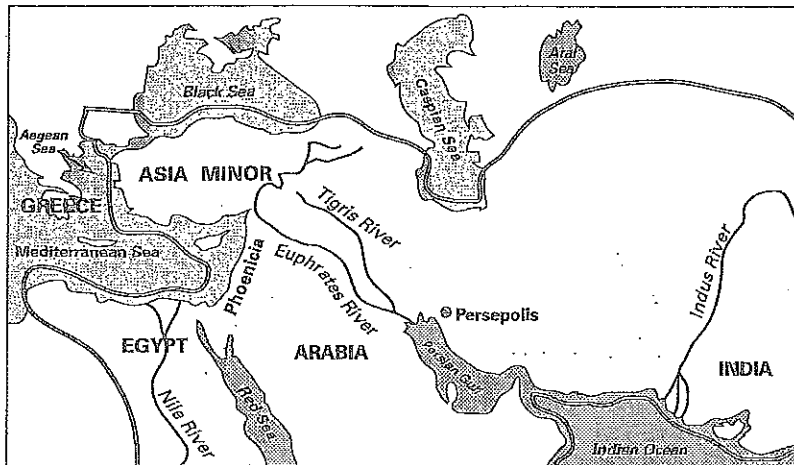 Black Sea
Aral
Sea
Caspian Sea
Aegean
Sea
ASIA MINOR
GREECE
Tigris River
Mediterranean Sea
Phoenicia
Euphrates River
Indus River
Persepolis
EGYPT
ARABIA
Persian Gulf
INDIA
Nile River
Red Sea
Indian Ocean